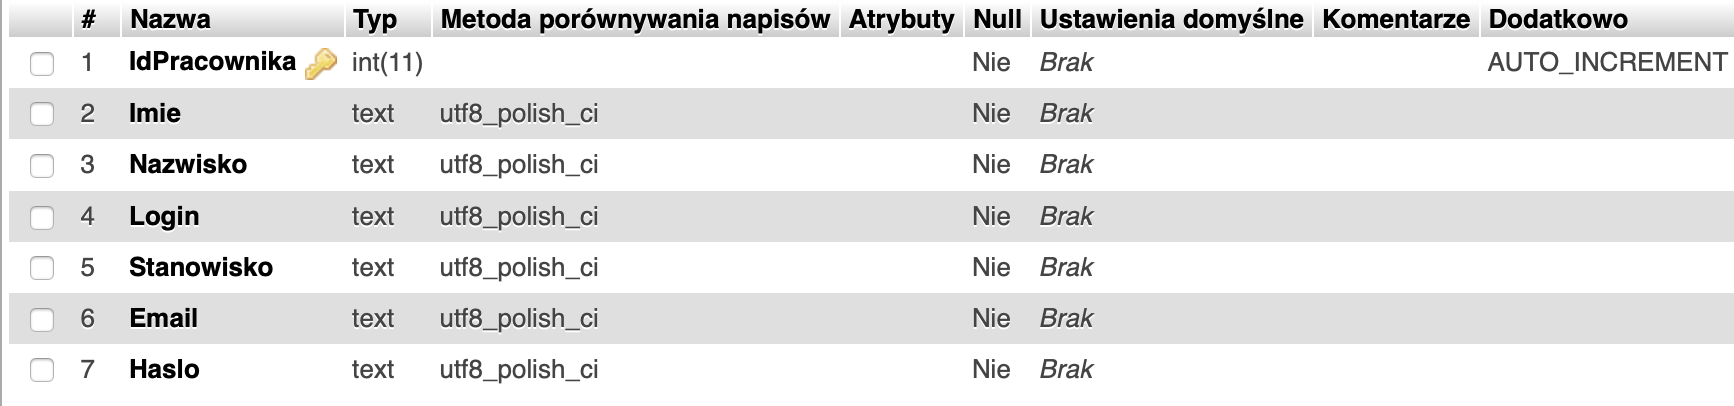 # Nazwa Typ Metoda porównywania napisów Atrybuty Null Ustawienia domyślne Komentarze Dodatkowo
1 IdPracownika int(11) Nie Brak AUTO_INCREMENT
2 Imie text utf8_polish_ci Nie Brak
3 Nazwisko text utf8_polish_ci Nie Brak
4 Login text utf8_polish_ci Nie Brak
5 Stanowisko text utf8_polish_ci Nie Brak
6 Email text utf8_polish_ci Nie Brak
7 Haslo text utf8_polish_ci Nie Brak